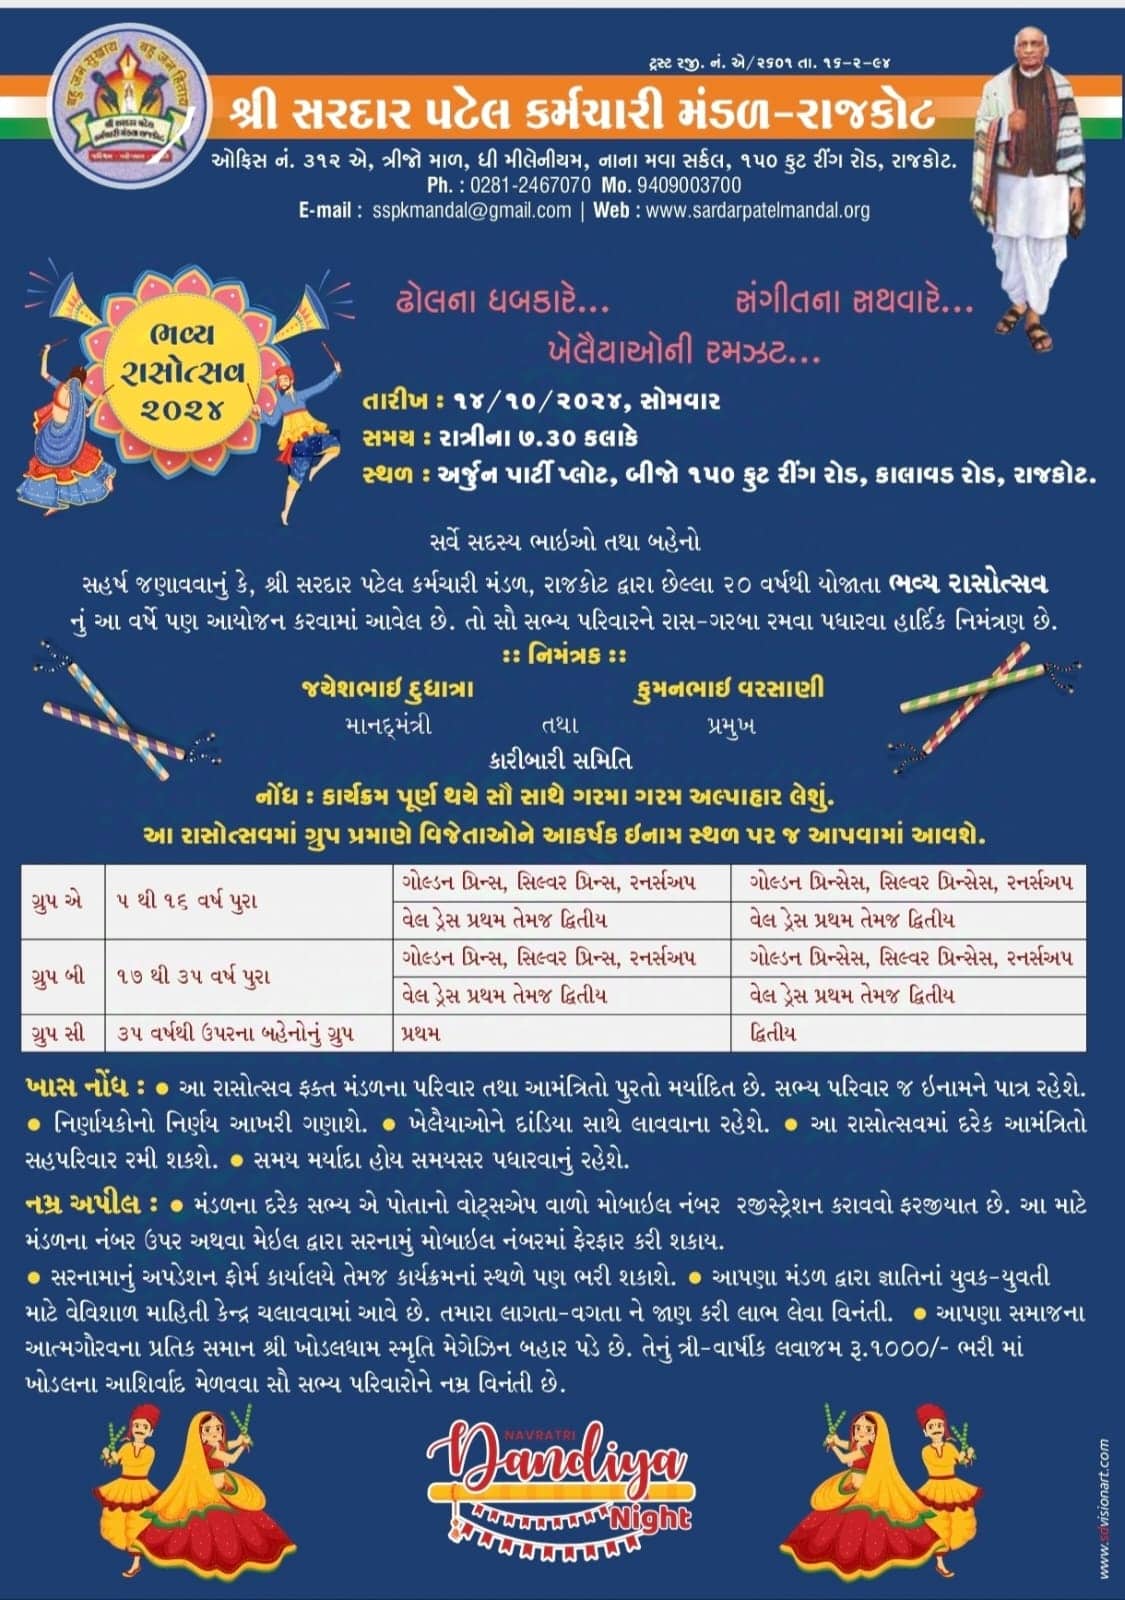 બહુ જન સુખાય બહુ જન હિતાય
શ્રી સરદાર પટેલ
કર્મચારી મંડળ રાજકોટ
ટ્રસ્ટ રજી. નં. એ/૨૬૦૧ તા. ૧૬-૨-૯૪
શ્રી સરદાર પટેલ કર્મચારી મંડળ-રાજકોટ
ઓફિસ નં. ૩૧૨ એ, ત્રીજો માળ, ધી મીલેનીયમ, નાના મવા સર્કલ, ૧૫૦ ફુટ રીંગ રોડ, રાજકોટ.
Ph. : 0281-2467070 Mo. 9409003700
E-mail : sspkmandal@gmail.com | Web : www.sardarpatelmandal.org
ભવ્ય
રાસોત્સવ
૨૦૨૪
ઢોલના ધબકારે... સંગીતના સથવારે...
ખેલૈયાઓની રમઝટ...
તારીખ : ૧૪/૧૦/૨૦૨૪, સોમવાર
સમય : રાત્રીના ૭.૩૦ કલાકે
સ્થળ : અર્જુન પાર્ટી પ્લોટ, બીજો ૧૫૦ ફુટ રીંગ રોડ, કાલાવડ રોડ, રાજકોટ.
સર્વે સદસ્ય ભાઇઓ તથા બહેનો
સહર્ષ જણાવવાનું કે, શ્રી સરદાર પટેલ કર્મચારી મંડળ, રાજકોટ દ્વારા છેલ્લા ૨૦ વર્ષથી યોજાતા ભવ્ય રાસોત્સવ
નું આ વર્ષે પણ આયોજન કરવામાં આવેલ છે. તો સૌ સભ્ય પરિવારને રાસ-ગરબા રમવા પધારવા હાર્દિક નિમંત્રણ છે.
:: નિમંત્રક ::
જયેશભાઇ દુધાત્રા કુમનભાઇ વરસાણી
માનદ્દમંત્રી તથા પ્રમુખ
કારીબારી સમિતિ
નોંધ : કાર્યક્રમ પૂર્ણ થયે સૌ સાથે ગરમા ગરમ અલ્પાહાર લેશું.
આ રાસોત્સવમાં ગ્રુપ પ્રમાણે વિજેતાઓને આકર્ષક ઇનામ સ્થળ પર જ આપવામાં આવશે.
ગ્રુપ એ ૫ થી ૧૬ વર્ષ પુરા ગોલ્ડન પ્રિન્સ, સિલ્વર પ્રિન્સ, રનર્સઅપ ગોલ્ડન પ્રિન્સેસ, સિલ્વર પ્રિન્સેસ, રનર્સઅપ
વેલ ડ્રેસ પ્રથમ તેમજ દ્વિતીય વેલ ડ્રેસ પ્રથમ તેમજ દ્વિતીય
ગ્રુપ બી ૧૭ થી ૩૫ વર્ષ પુરા ગોલ્ડન પ્રિન્સ, સિલ્વર પ્રિન્સ, રનર્સઅપ ગોલ્ડન પ્રિન્સેસ, સિલ્વર પ્રિન્સેસ, રનર્સઅપ
વેલ ડ્રેસ પ્રથમ તેમજ દ્વિતીય વેલ ડ્રેસ પ્રથમ તેમજ દ્વિતીય
ગ્રુપ સી ૩૫ વર્ષથી ઉપરના બહેનોનું ગ્રુપ પ્રથમ દ્વિતીય
ખાસ નોંધ : ● આ રાસોત્સવ ફક્ત મંડળના પરિવાર તથા આમંત્રિતો પુરતો મર્યાદિત છે. સભ્ય પરિવાર જ ઇનામને પાત્ર રહેશે.
● નિર્ણાયકોનો નિર્ણય આખરી ગણાશે. ● ખેલૈયાઓને દાંડિયા સાથે લાવવાના રહેશે. ● આ રાસોત્સવમાં દરેક આમંત્રિતો
સહપરિવાર રમી શકશે. ● સમય મર્યાદા હોય સમયસર પધારવાનું રહેશે.
નમ્ર અપીલ : ● મંડળના દરેક સભ્ય એ પોતાનો વોટ્સએપ વાળો મોબાઇલ નંબર રજીસ્ટ્રેશન કરાવવો ફરજીયાત છે. આ માટે
મંડળના નંબર ઉપર અથવા મેઇલ દ્વારા સરનામું મોબાઇલ નંબરમાં ફેરફાર કરી શકાય.
● સરનામાનું અપડેશન ફોર્મ કાર્યાલયે તેમજ કાર્યક્રમનાં સ્થળે પણ ભરી શકાશે. ● આપણા મંડળ દ્વારા જ્ઞાતિનાં યુવક-યુવતી
માટે વેવિશાળ માહિતી કેન્દ્ર ચલાવવામાં આવે છે. તમારા લાગતા-વગતા ને જાણ કરી લાભ લેવા વિનંતી. ● આપણા સમાજના
આત્મગૌરવના પ્રતિક સમાન શ્રી ખોડલધામ સ્મૃતિ મેગેઝિન બહાર પડે છે. તેનું ત્રી-વાર્ષીક લવાજમ રૂ.૧૦૦૦/- ભરી માં
ખોડલના આશિર્વાદ મેળવવા સૌ સભ્ય પરિવારોને નમ્ર વિનંતી છે.
NAVRATRI
Dandiya
Night
www.sdvisionart.com